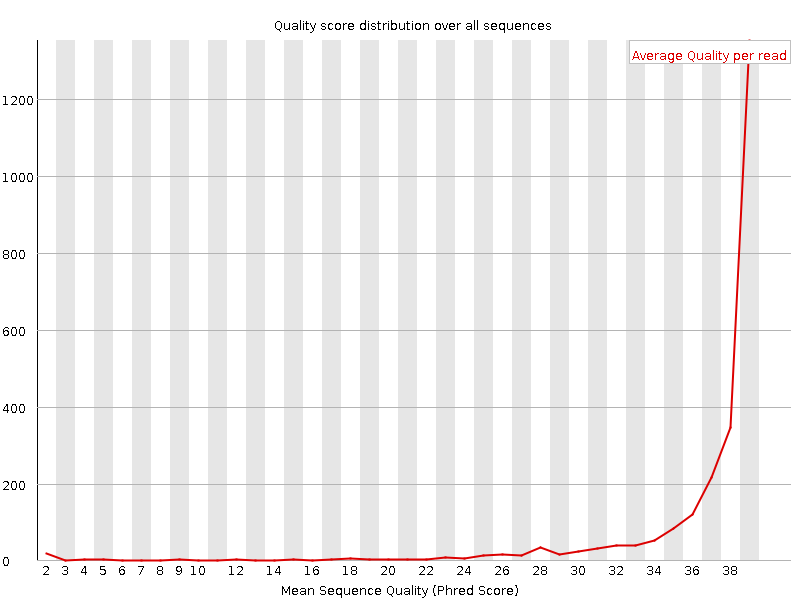 Quality score distribution over all sequences
Average Quality per read
1200
1000
800
600
400
200
0
2 3 4 5 6 7 8 9 10 12 14 16 18 20 22 24 26 28 30 32 34 36 38
Mean Sequence Quality (Phred Score)